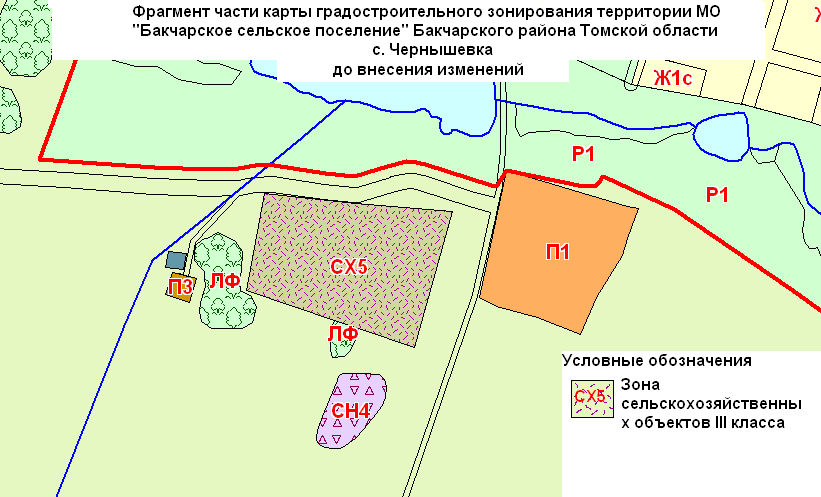 Фрагмент части карты градостроительного зонирования территории МО
"Бакчарское сельское поселение" Бакчарского района Томской области
с. Чернышевка
до внесения изменений
Ж1с
Р1
Р1
П1
СХ5
ЛФ
П3
ЛФ
СН4
Условные обозначения
СХ5
Зона
сельскохозяйственны
х объектов III класса